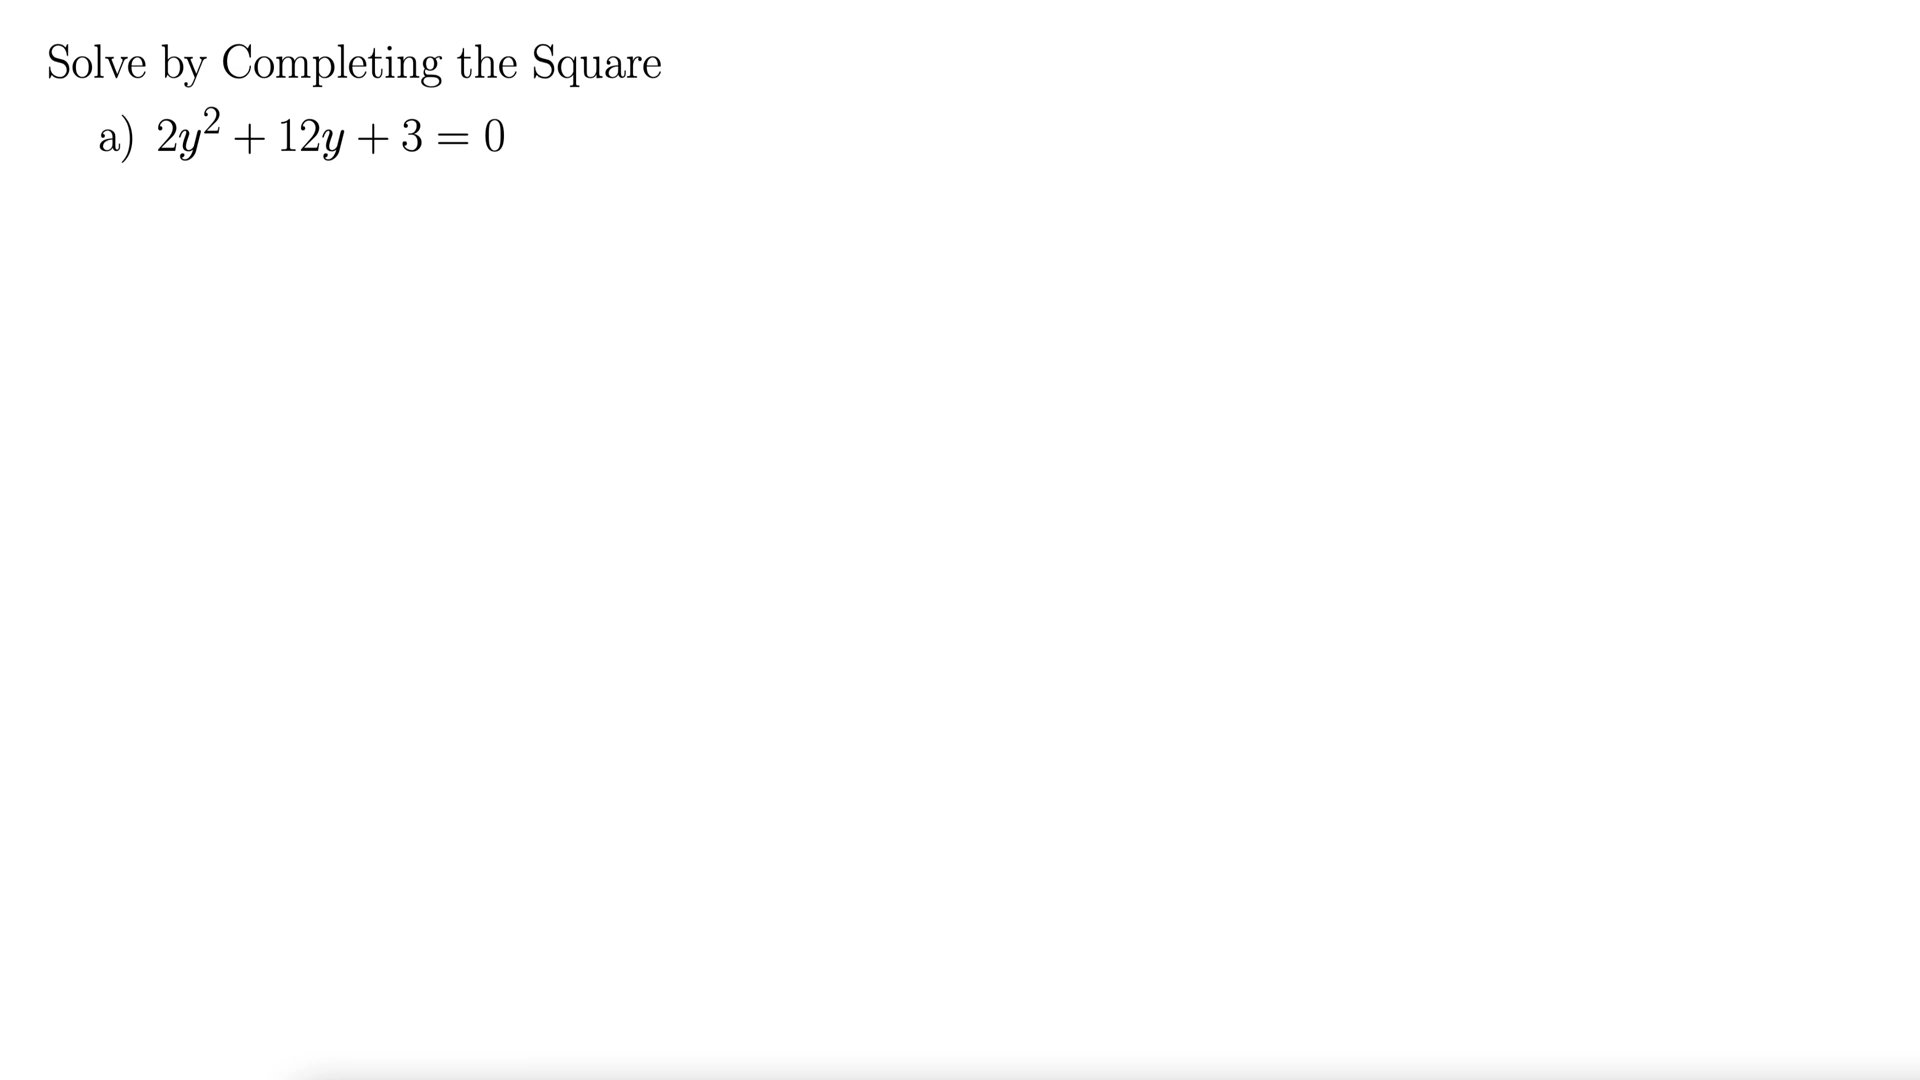 Solve by Completing the Square
a) 2y² + 12y + 3 = 0